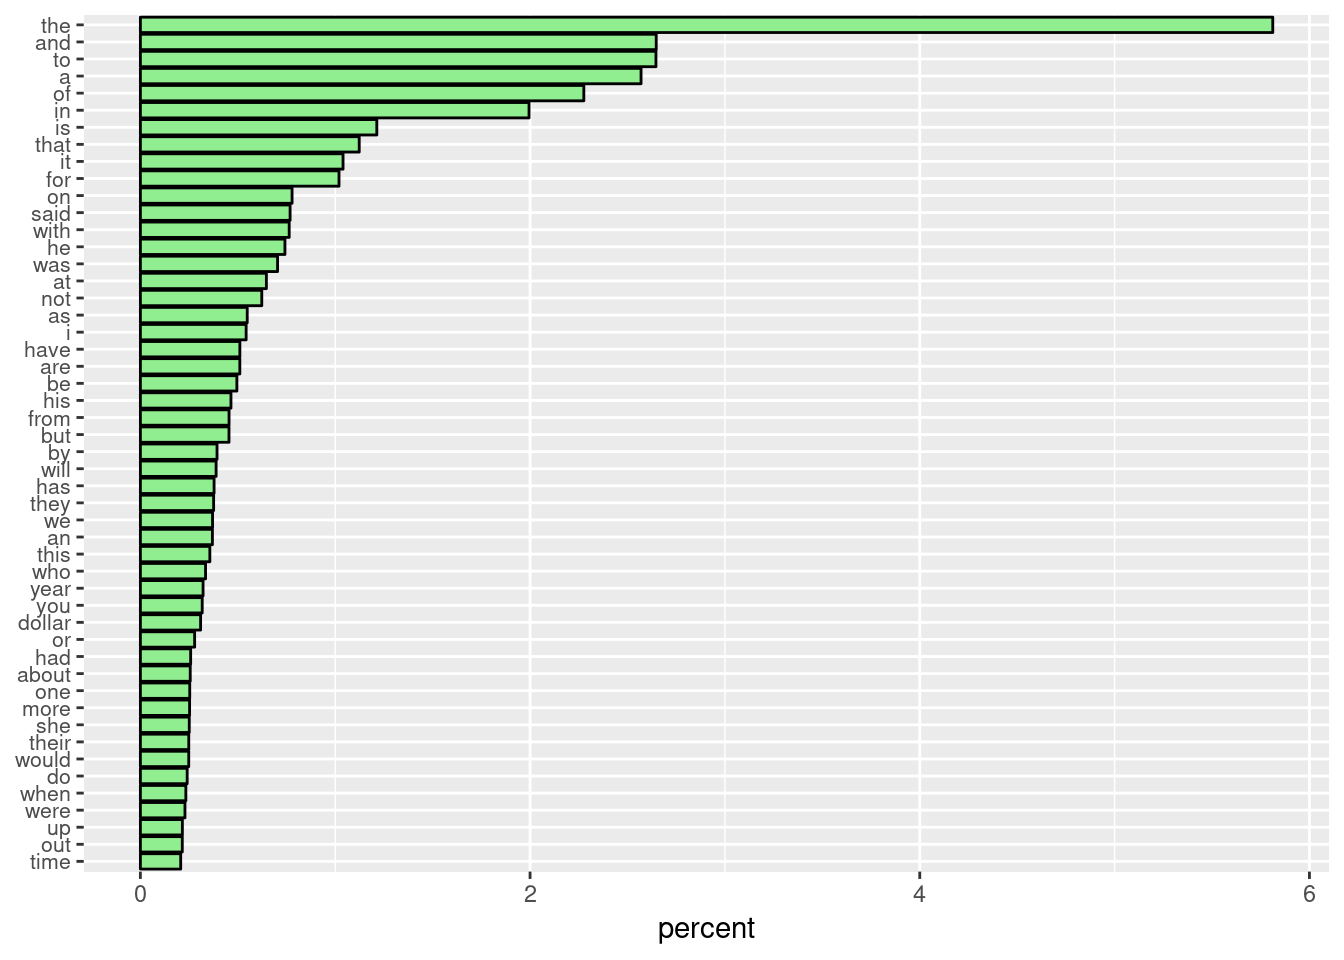 the
and
to
a
of
in
is
that
it
for
on
said
with
he
was
at
not
as
i
have
are
be
his
from
but
by
will
has
they
we
an
this
who
year
you
dollar
or
had
about
one
more
she
their
would
do
when
were
up
out
time
0 2 4 6
percent